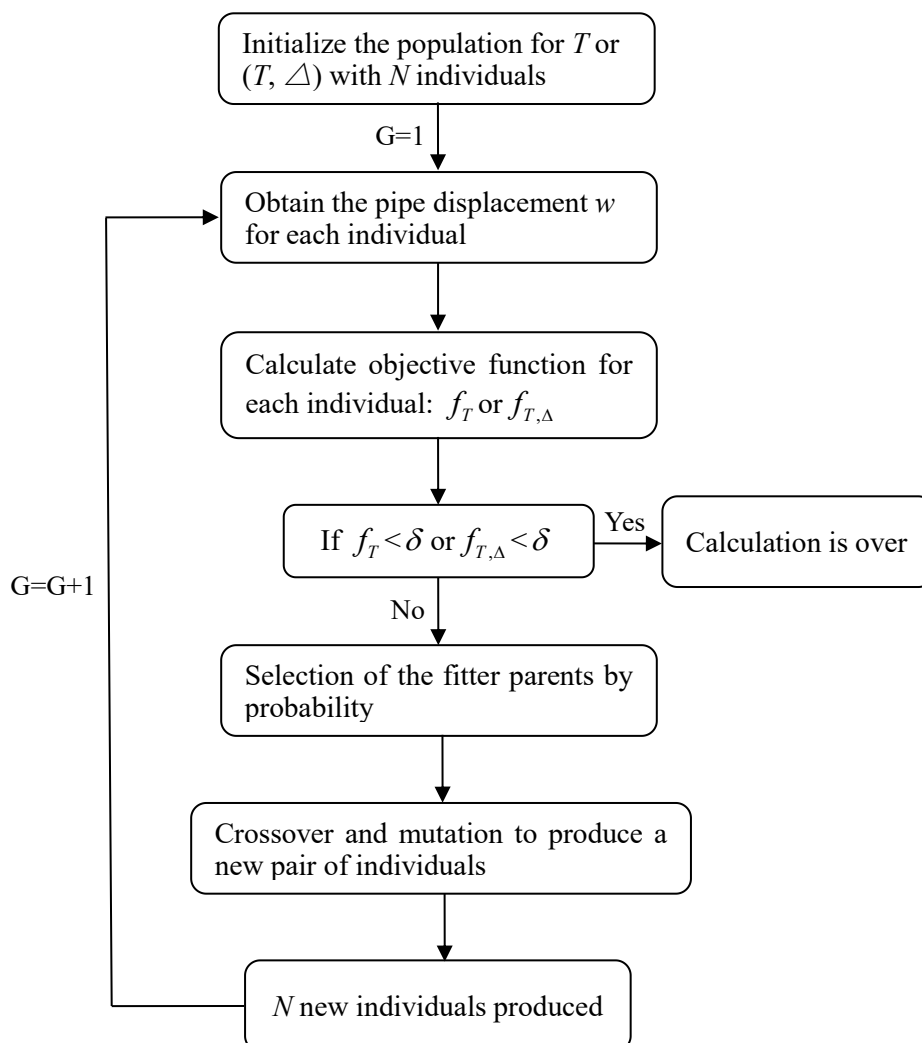 Initialize the population for T or
(T, △) with N individuals
G=1
Obtain the pipe displacement w
for each individual
Calculate objective function for
each individual: f_T or f_{T,Δ}
If f_T < δ or f_{T,Δ} < δ
Yes
Calculation is over
G=G+1
No
Selection of the fitter parents by
probability
Crossover and mutation to produce a
new pair of individuals
N new individuals produced